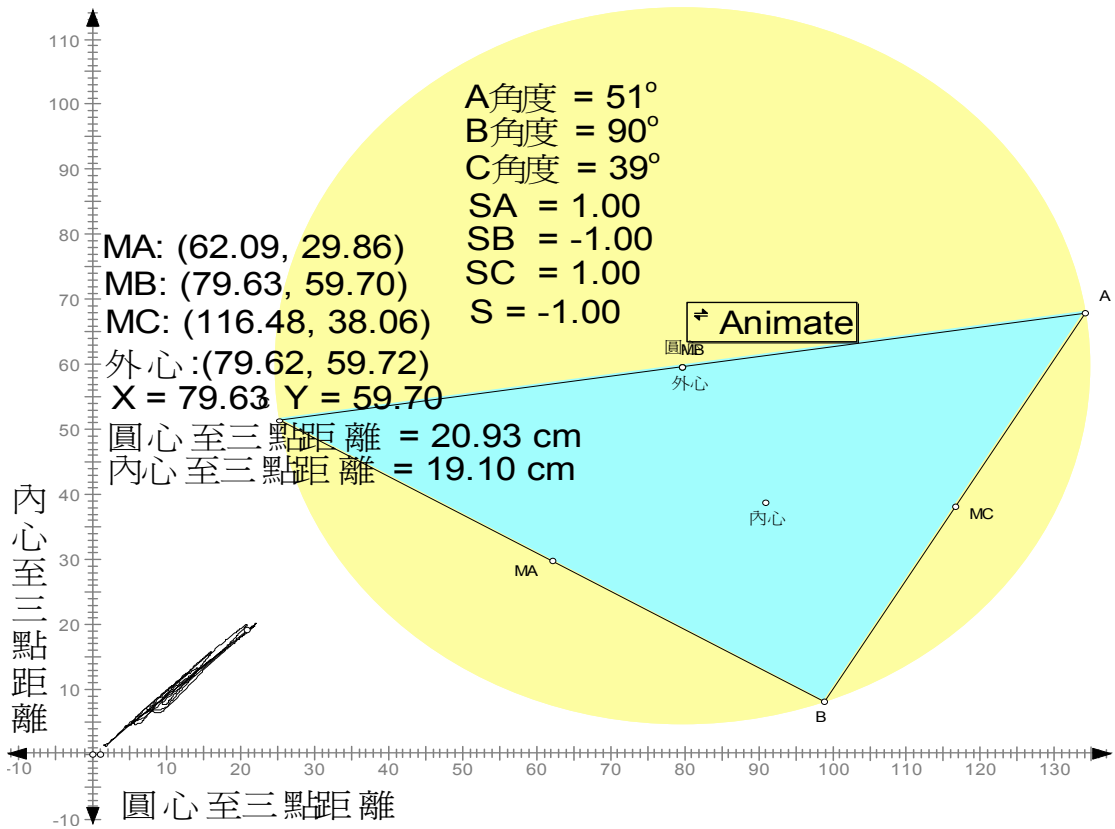 A角度 = 51°
B角度 = 90°
C角度 = 39°
SA = 1.00
SB = -1.00
SC = 1.00
S = -1.00
MA: (62.09, 29.86)
MB: (79.63, 59.70)
MC: (116.48, 38.06)
外心:(79.62, 59.72)
X = 79.63 Y = 59.70
圓心至三點距離 = 20.93 cm
內心至三點距離 = 19.10 cm
Animate
A
MB
外心
C
內心
MC
MA
B
內心至三點距離
圓心至三點距離
110
100
90
80
70
60
50
40
30
20
10
-10
-10 10 20 30 40 50 60 70 80 90 100 110 120 130